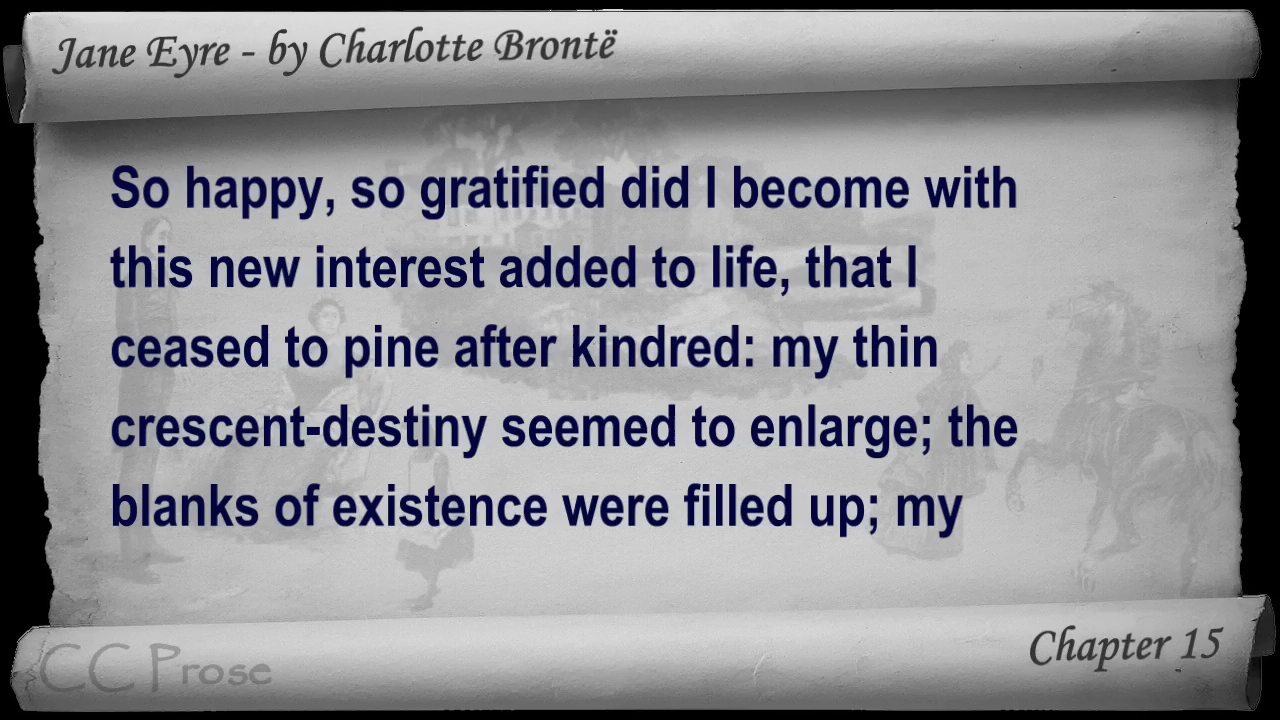 Jane Eyre - by Charlotte Brontë
So happy, so gratified did I become with
this new interest added to life, that I
ceased to pine after kindred: my thin
crescent-destiny seemed to enlarge; the
blanks of existence were filled up; my
Chapter 15
CC Prose